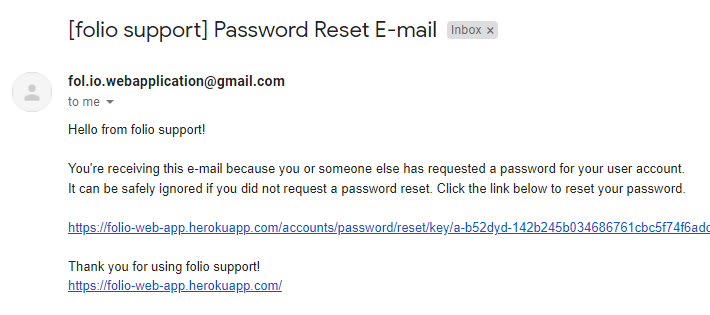 [folio support] Password Reset E-mail Inbox x
fol.io.webapplication@gmail.com
to me
Hello from folio support!
You're receiving this e-mail because you or someone else has requested a password for your user account.
It can be safely ignored if you did not request a password reset. Click the link below to reset your password.
https://folio-web-app.herokuapp.com/accounts/password/reset/key/a-b52dyd-142b245b034686761cbc5f74f6adc
Thank you for using folio support!
https://folio-web-app.herokuapp.com/